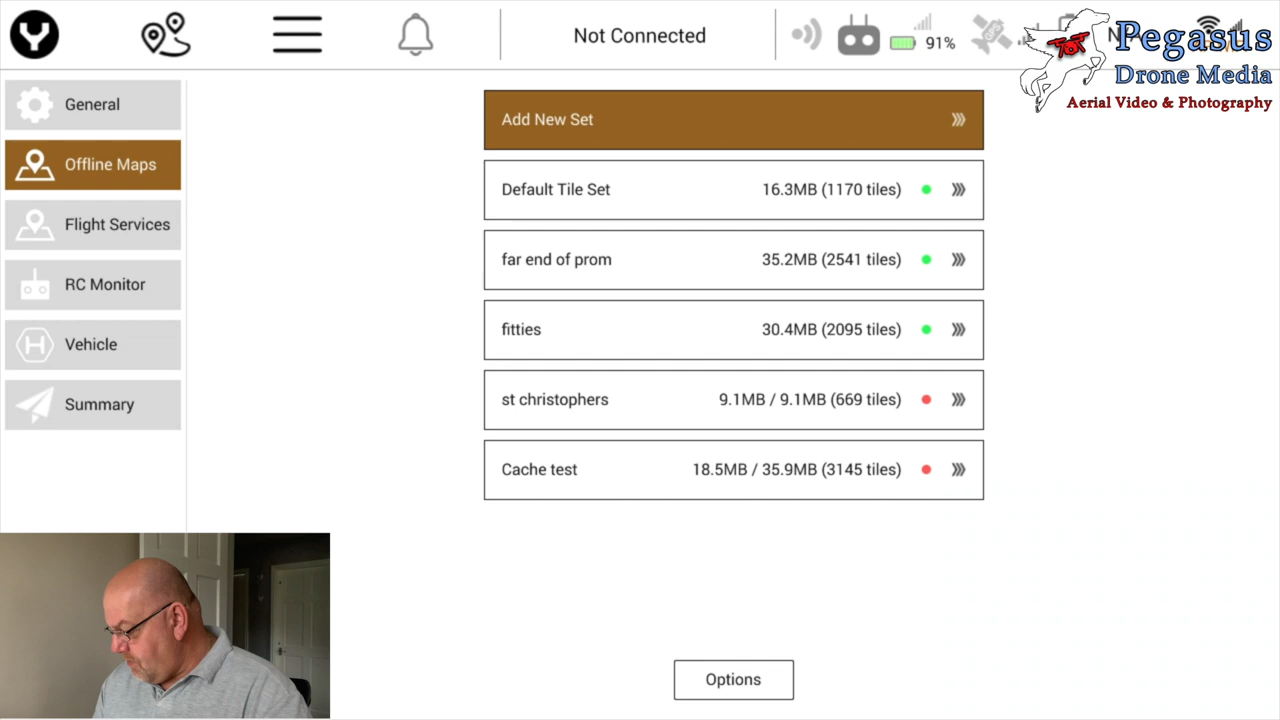 Not Connected
91%
N
Pegasus
Drone Media
Aerial Video & Photography
General
Offline Maps
Flight Services
RC Monitor
Vehicle
Summary
Add New Set
Default Tile Set 16.3MB (1170 tiles)
far end of prom 35.2MB (2541 tiles)
fitties 30.4MB (2095 tiles)
st christophers 9.1MB / 9.1MB (669 tiles)
Cache test 18.5MB / 35.9MB (3145 tiles)
Options